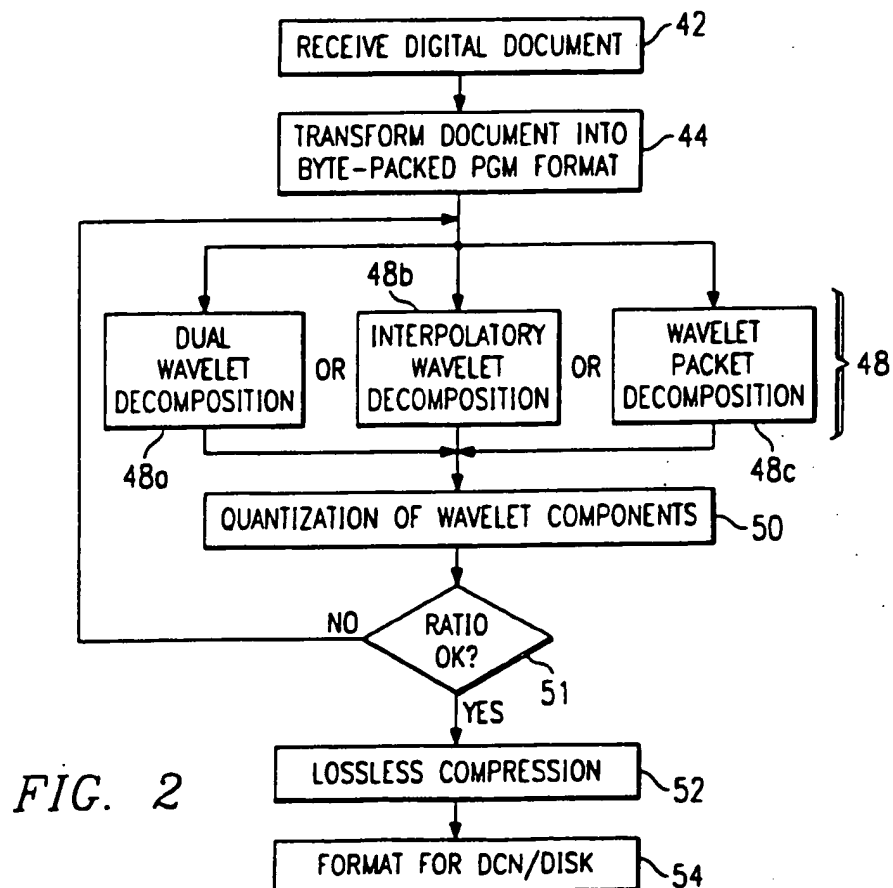 RECEIVE DIGITAL DOCUMENT
42
TRANSFORM DOCUMENT INTO
BYTE-PACKED PGM FORMAT
44
48b
DUAL
WAVELET
DECOMPOSITION
48a
OR
INTERPOLATORY
WAVELET
DECOMPOSITION
OR
WAVELET
PACKET
DECOMPOSITION
48c
48
QUANTIZATION OF WAVELET COMPONENTS
50
NO
RATIO
OK?
51
YES
LOSSLESS COMPRESSION
52
FIG. 2
FORMAT FOR DCN/DISK
54